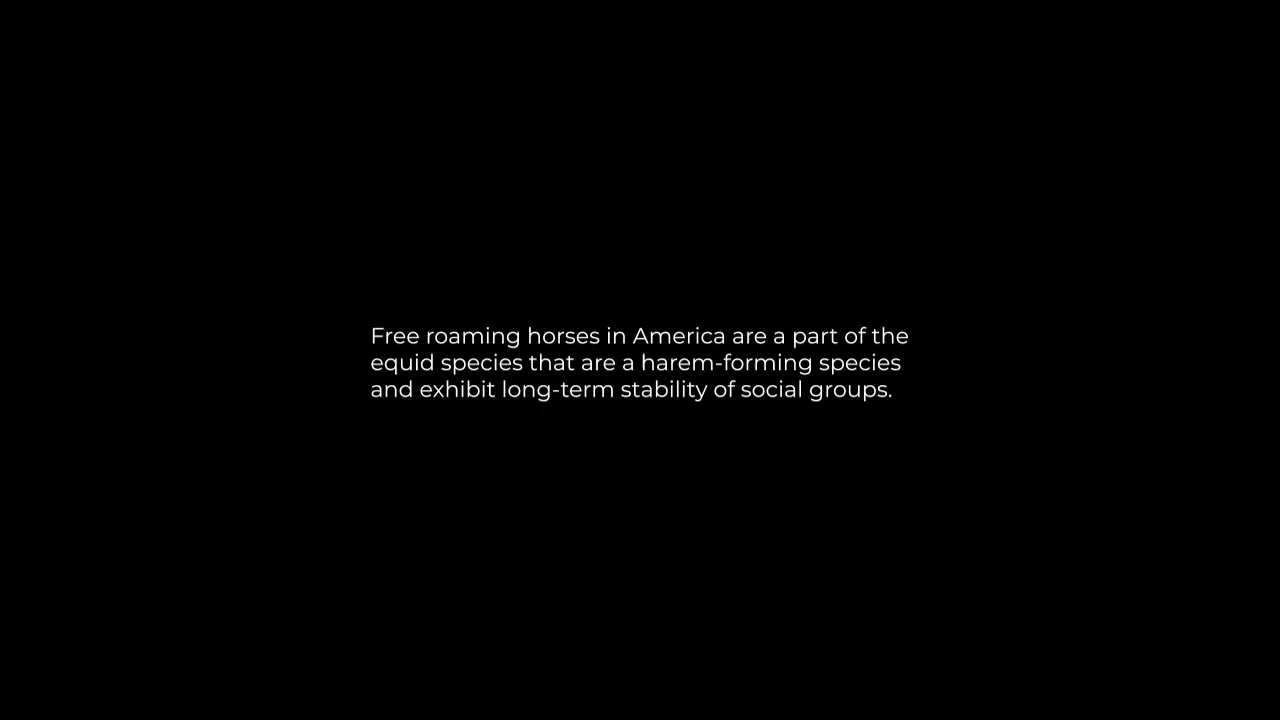 Free roaming horses in America are a part of the
equid species that are a harem-forming species
and exhibit long-term stability of social groups.